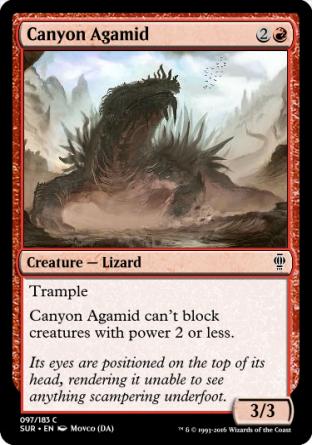 Canyon Agamid 2
Creature — Lizard
Trample
Canyon Agamid can't block
creatures with power 2 or less.
Its eyes are positioned on the top of its
head, rendering it unable to see
anything scampering underfoot.
3/3
097/183 C
SUR • EN Movco (DA)
™ & © 1993-2016 Wizards of the Coast